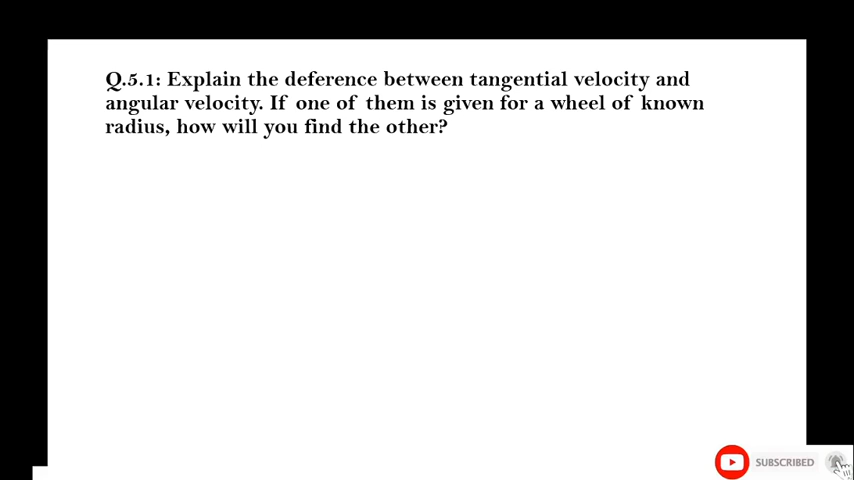 Q.5.1: Explain the deference between tangential velocity and
angular velocity. If one of them is given for a wheel of known
radius, how will you find the other?
SUBSCRIBED